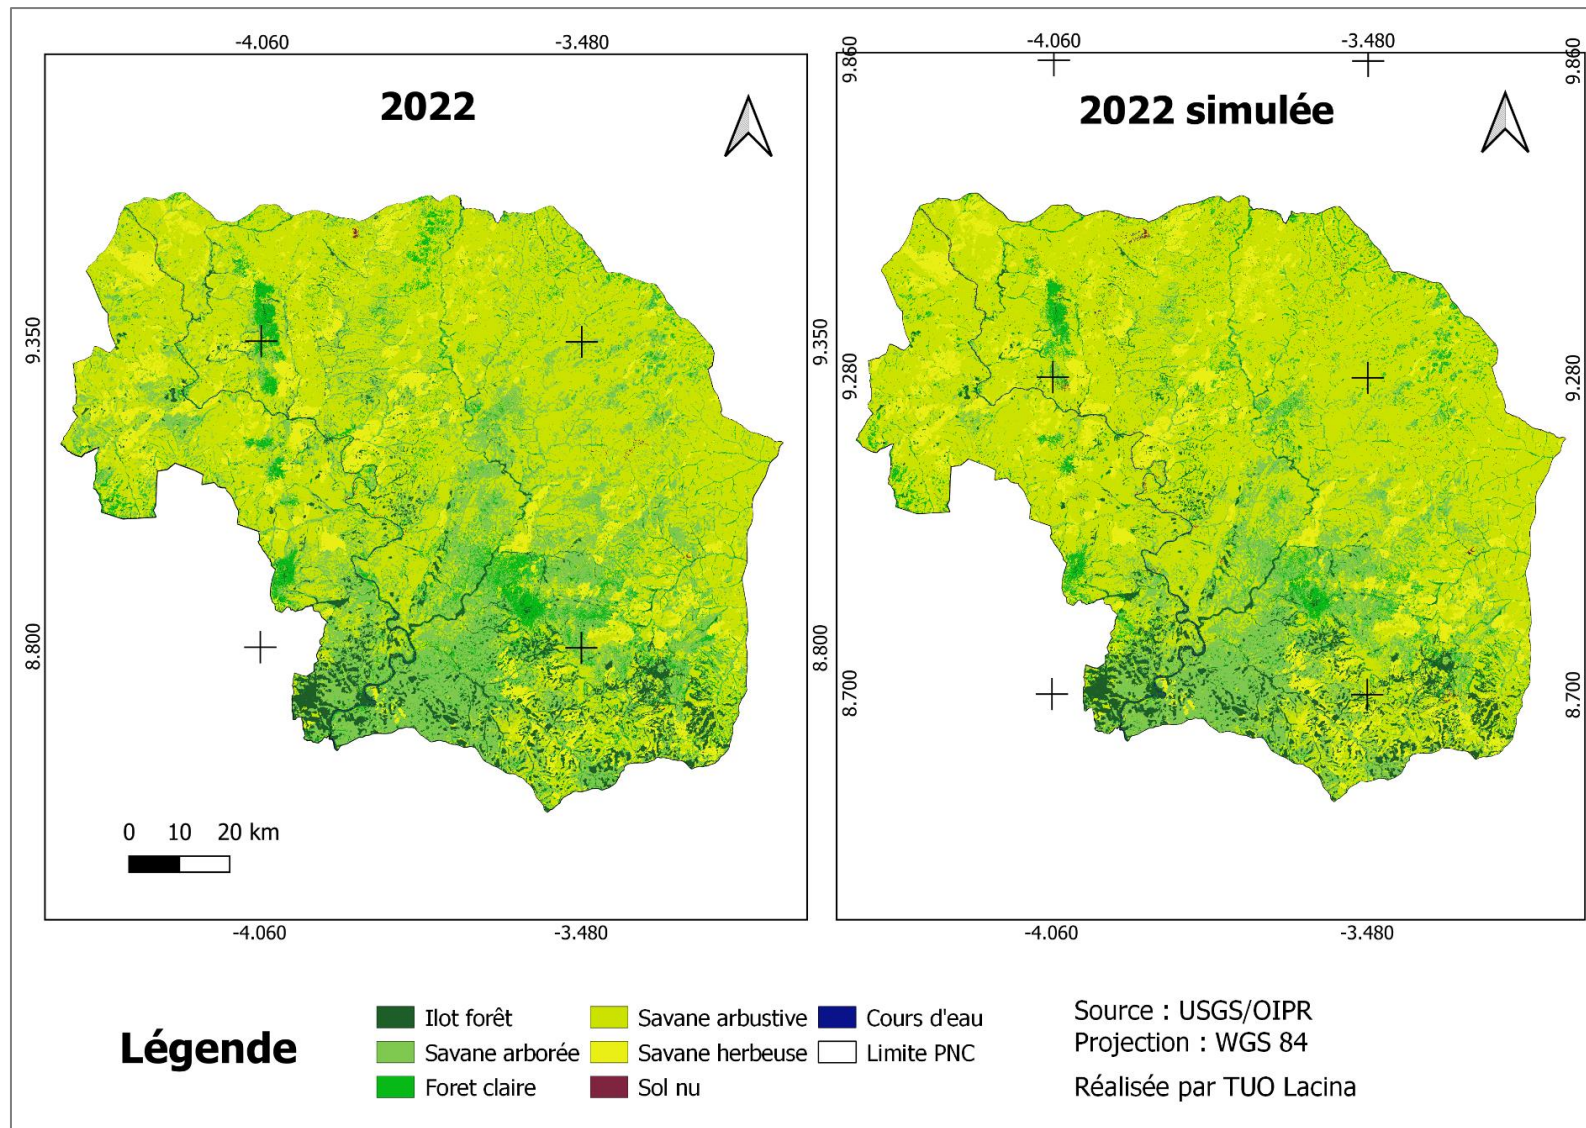 -4.060 -3.480
2022
9.350
8.800
0 10 20 km
-4.060 -3.480
-4.060 -3.480
9.860 9.860
2022 simulée
9.350
9.280 9.280
8.800
8.700 8.700
-4.060 -3.480
Légende
Ilot forêt
Savane arborée
Foret claire
Savane arbustive
Savane herbeuse
Sol nu
Cours d'eau
Limite PNC
Source : USGS/OIPR
Projection : WGS 84
Réalisée par TUO Lacina